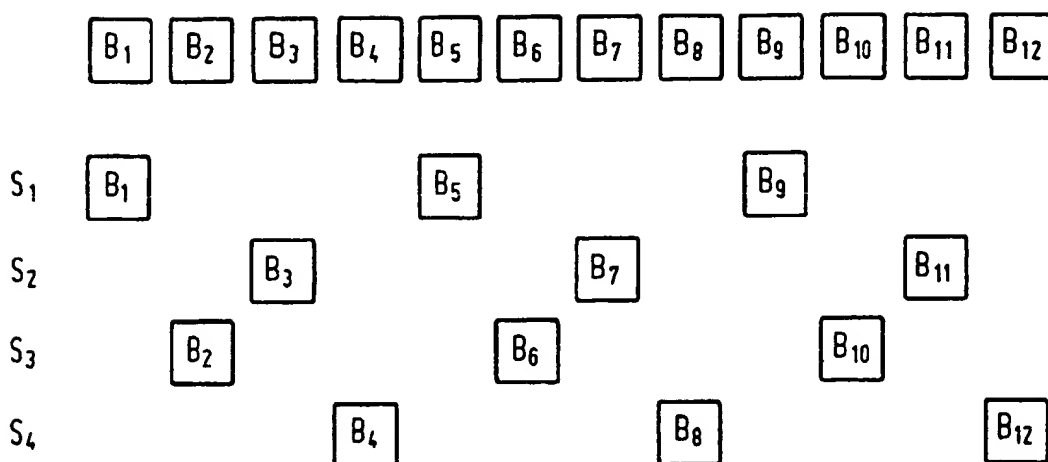 B₁ B₂ B₃ B₄ B₅ B₆ B₇ B₈ B₉ B₁₀ B₁₁ B₁₂
S₁ B₁ B₅ B₉
S₂ B₃ B₇ B₁₁
S₃ B₂ B₆ B₁₀
S₄ B₄ B₈ B₁₂